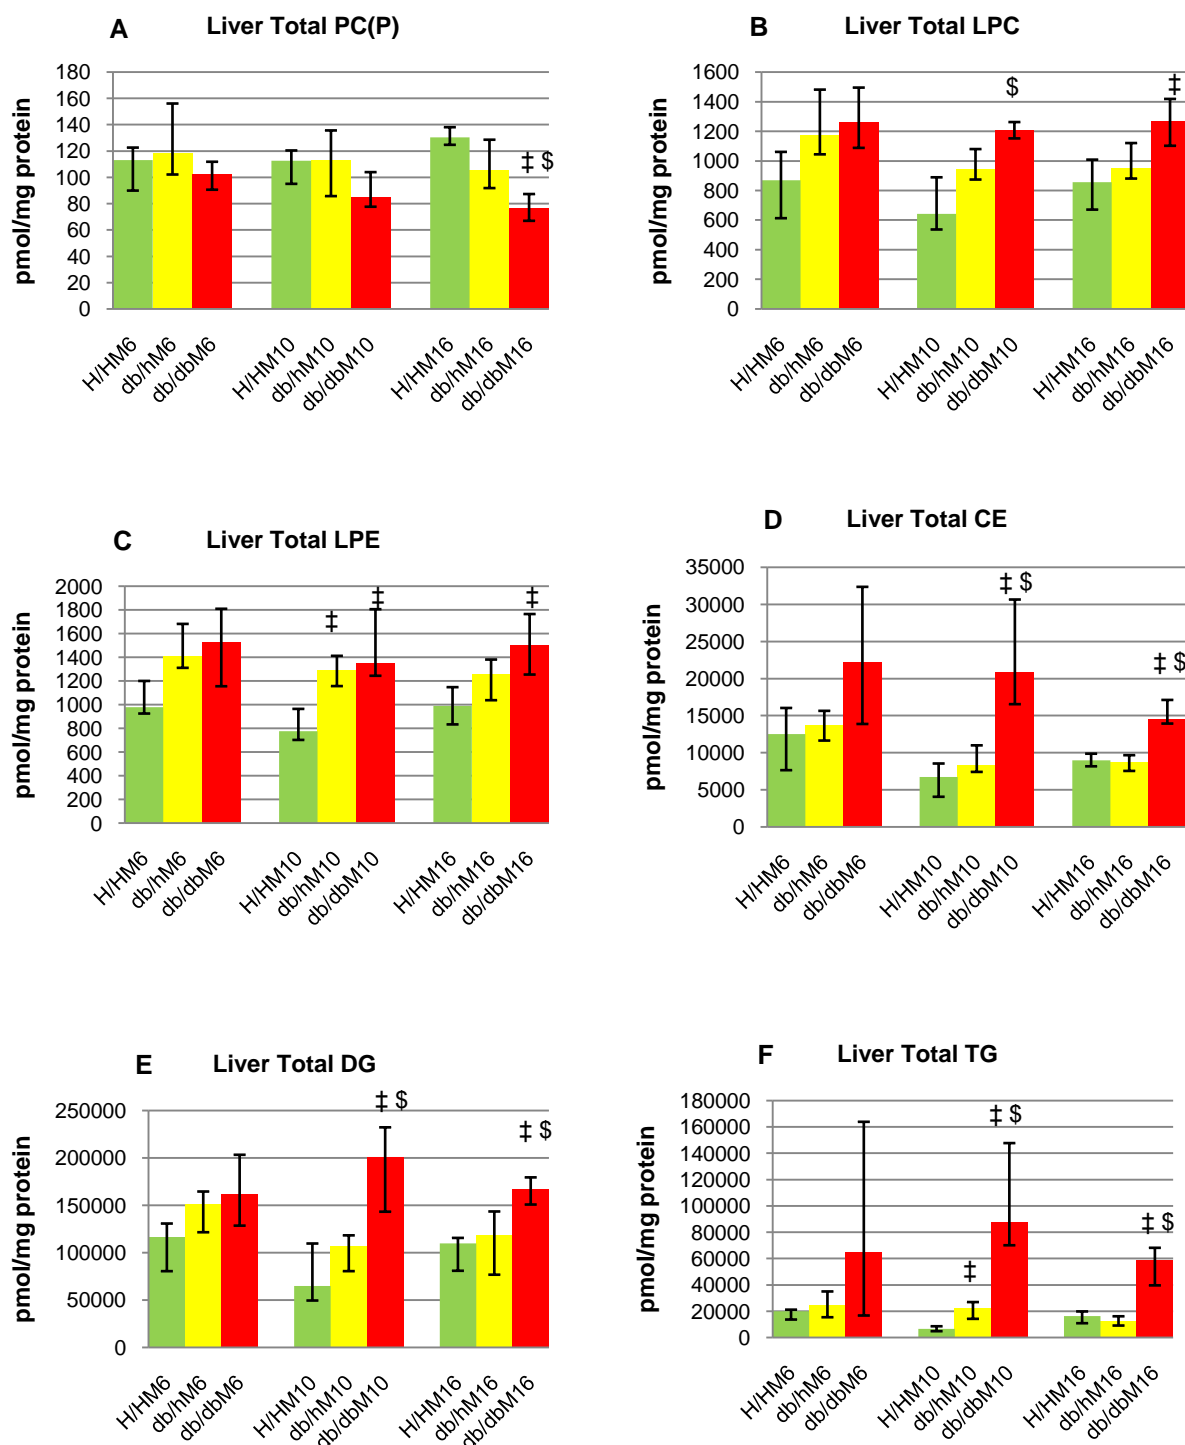 A Liver Total PC(P)
pmol/mg protein
180
160
140
120
100
80
60
40
20
0
‡ $
H/HM6
db/hM6
db/dbM6
H/HM10
db/hM10
db/dbM10
H/HM16
db/hM16
db/dbM16
B Liver Total LPC
pmol/mg protein
1600
1400
1200
1000
800
600
400
200
0
$
‡
H/HM6
db/hM6
db/dbM6
H/HM10
db/hM10
db/dbM10
H/HM16
db/hM16
db/dbM16
C Liver Total LPE
pmol/mg protein
2000
1800
1600
1400
1200
1000
800
600
400
200
0
‡
‡
‡
H/HM6
db/hM6
db/dbM6
H/HM10
db/hM10
db/dbM10
H/HM16
db/hM16
db/dbM16
D Liver Total CE
pmol/mg protein
35000
30000
25000
20000
15000
10000
5000
0
‡ $
‡ $
H/HM6
db/hM6
db/dbM6
H/HM10
db/hM10
db/dbM10
H/HM16
db/hM16
db/dbM16
E Liver Total DG
pmol/mg protein
250000
200000
150000
100000
50000
0
‡ $
‡ $
H/HM6
db/hM6
db/dbM6
H/HM10
db/hM10
db/dbM10
H/HM16
db/hM16
db/dbM16
F Liver Total TG
pmol/mg protein
180000
160000
140000
120000
100000
80000
60000
40000
20000
0
‡
‡ $
‡ $
H/HM6
db/hM6
db/dbM6
H/HM10
db/hM10
db/dbM10
H/HM16
db/hM16
db/dbM16